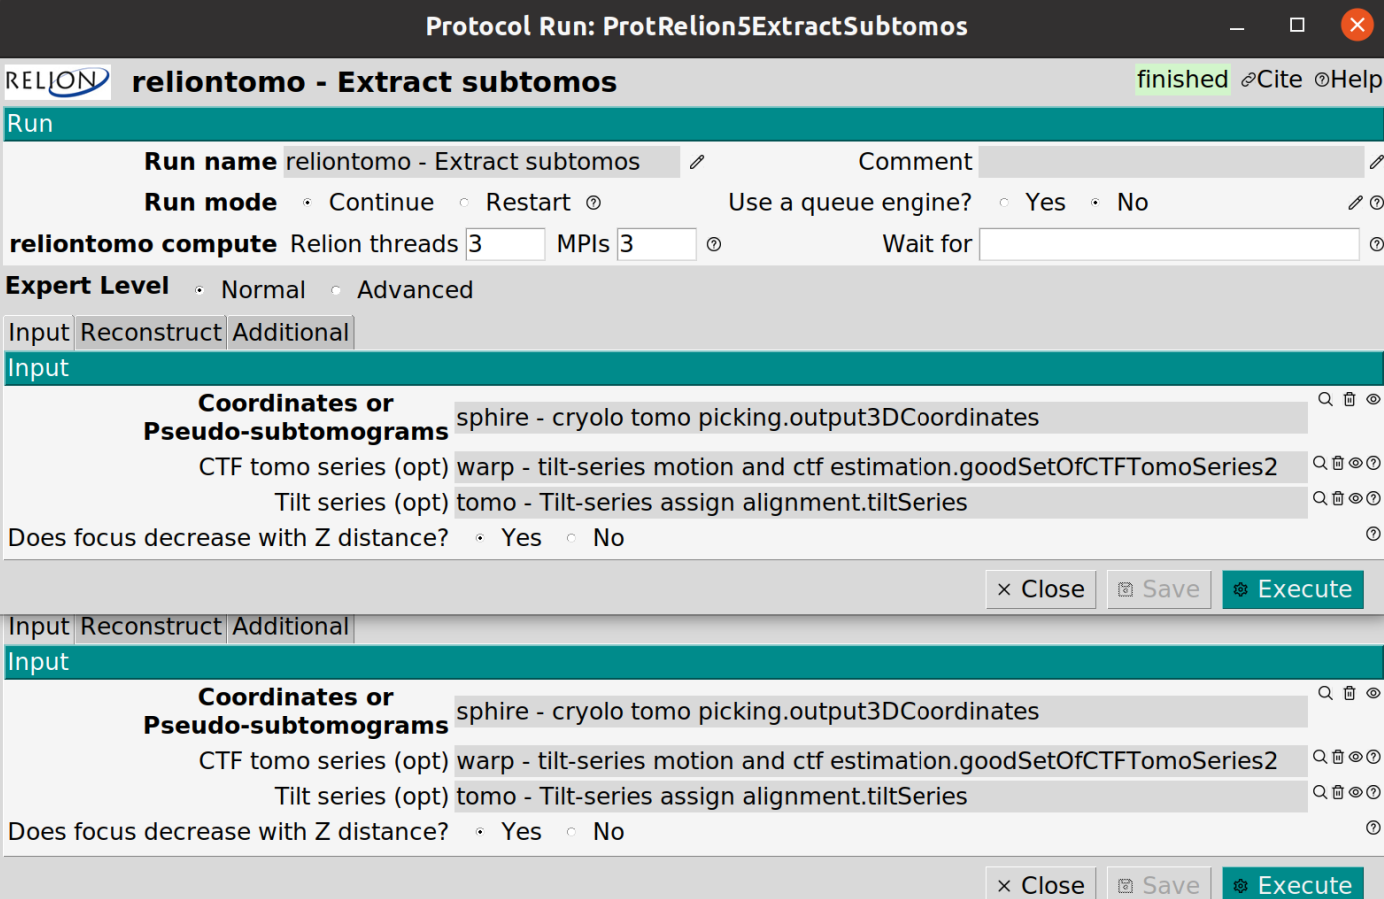 Protocol Run: ProtRelion5ExtractSubtomos
RELION reliontomo - Extract subtomos finished Cite Help
Run
Run name reliontomo - Extract subtomos Comment
Run mode Continue Restart Use a queue engine? Yes No
reliontomo compute Relion threads 3 MPIs 3 Wait for
Expert Level Normal Advanced
Input Reconstruct Additional
Input
Coordinates or
Pseudo-subtomograms sphire - cryolo tomo picking.output3DCoordinates
CTF tomo series (opt) warp - tilt-series motion and ctf estimation.goodSetOfCTFTomoSeries2
Tilt series (opt) tomo - Tilt-series assign alignment.tiltSeries
Does focus decrease with Z distance? Yes No
Close Save Execute
Input Reconstruct Additional
Input
Coordinates or
Pseudo-subtomograms sphire - cryolo tomo picking.output3DCoordinates
CTF tomo series (opt) warp - tilt-series motion and ctf estimation.goodSetOfCTFTomoSeries2
Tilt series (opt) tomo - Tilt-series assign alignment.tiltSeries
Does focus decrease with Z distance? Yes No
Close Save Execute